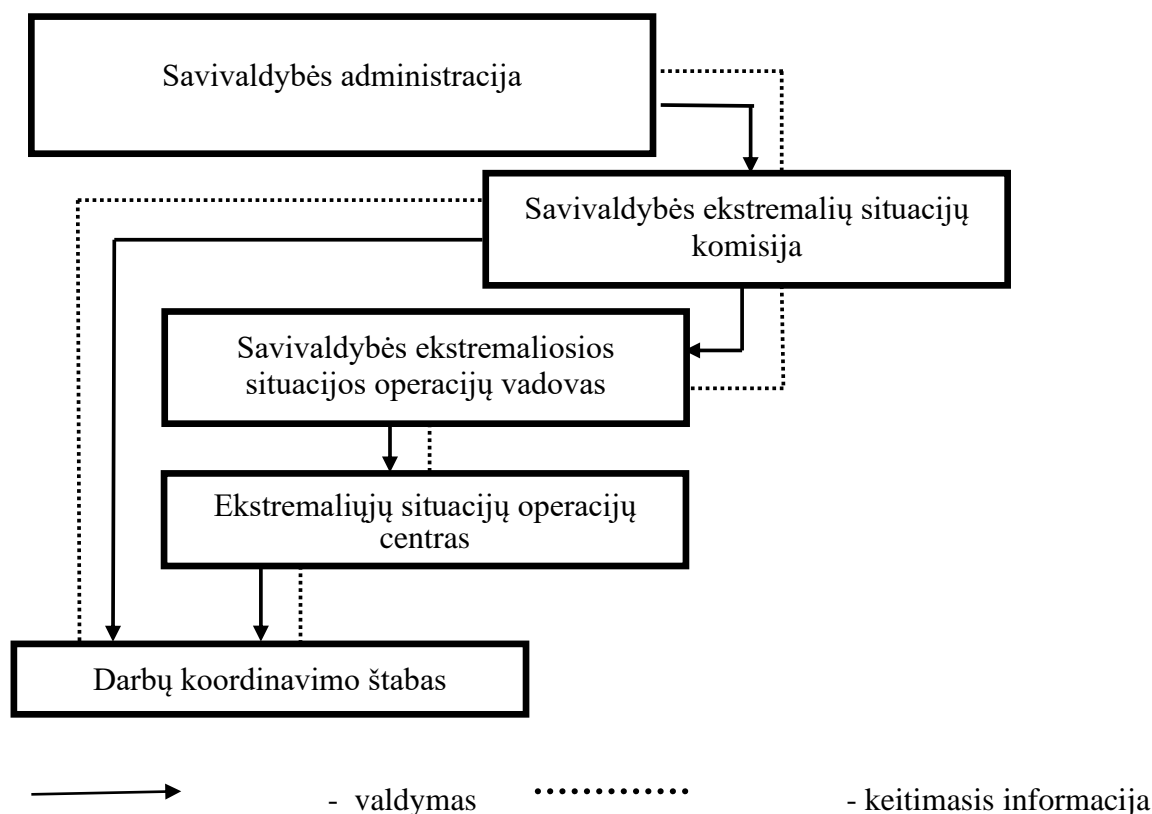 Savivaldybės administracija
Savivaldybės ekstremalių situacijų
komisija
Savivaldybės ekstremaliosios
situacijos operacijų vadovas
Ekstremaliųjų situacijų operacijų
centras
Darbų koordinavimo štabas
- valdymas - keitimasis informacija